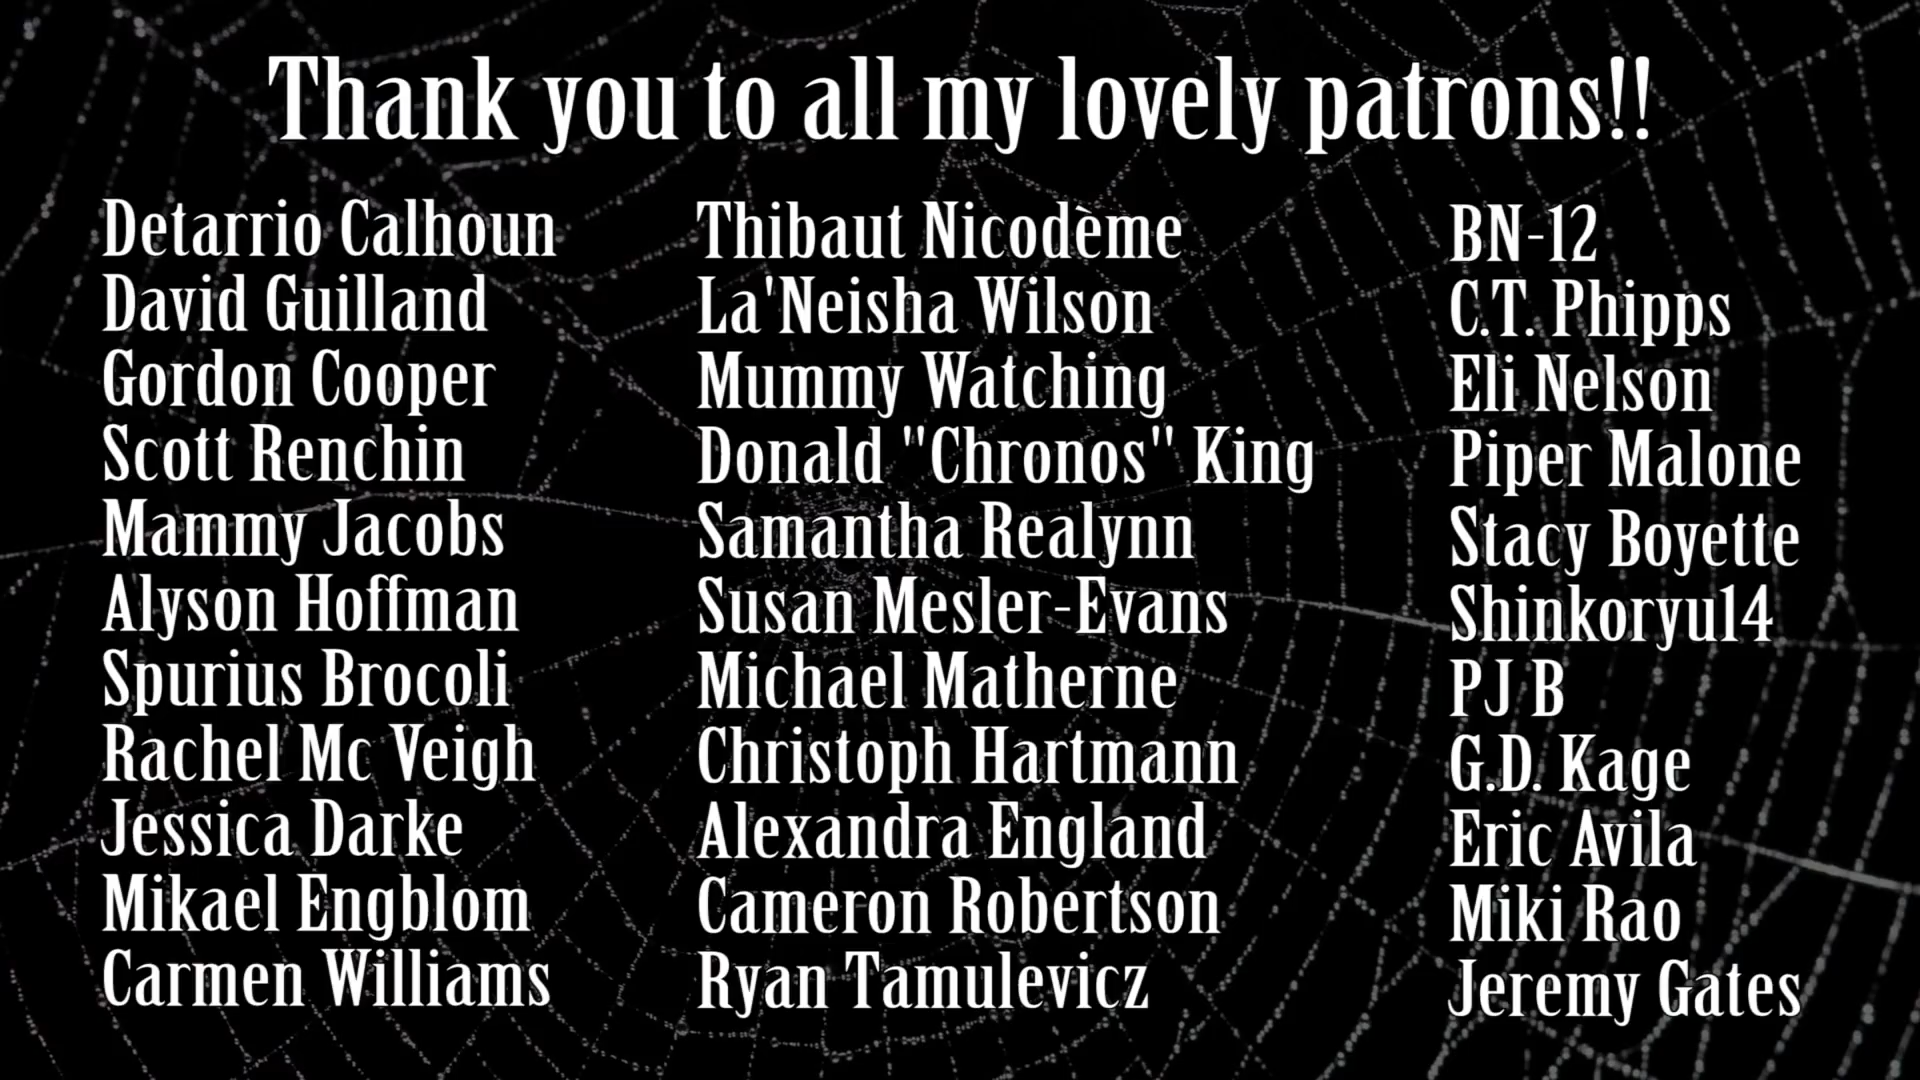 Thank you to all my lovely patrons!!
Detarrio Calhoun
David Guilland
Gordon Cooper
Scott Renchin
Mammy Jacobs
Alyson Hoffman
Spurius Brocoli
Rachel Mc Veigh
Jessica Darke
Mikael Engblom
Carmen Williams
Thibaut Nicodème
La'Neisha Wilson
Mummy Watching
Donald "Chronos" King
Samantha Realynn
Susan Mesler-Evans
Michael Matherne
Christoph Hartmann
Alexandra England
Cameron Robertson
Ryan Tamulevicz
BN-12
C.T. Phipps
Eli Nelson
Piper Malone
Stacy Boyette
Shinkoryu14
PJ B
G.D. Kage
Eric Avila
Miki Rao
Jeremy Gates